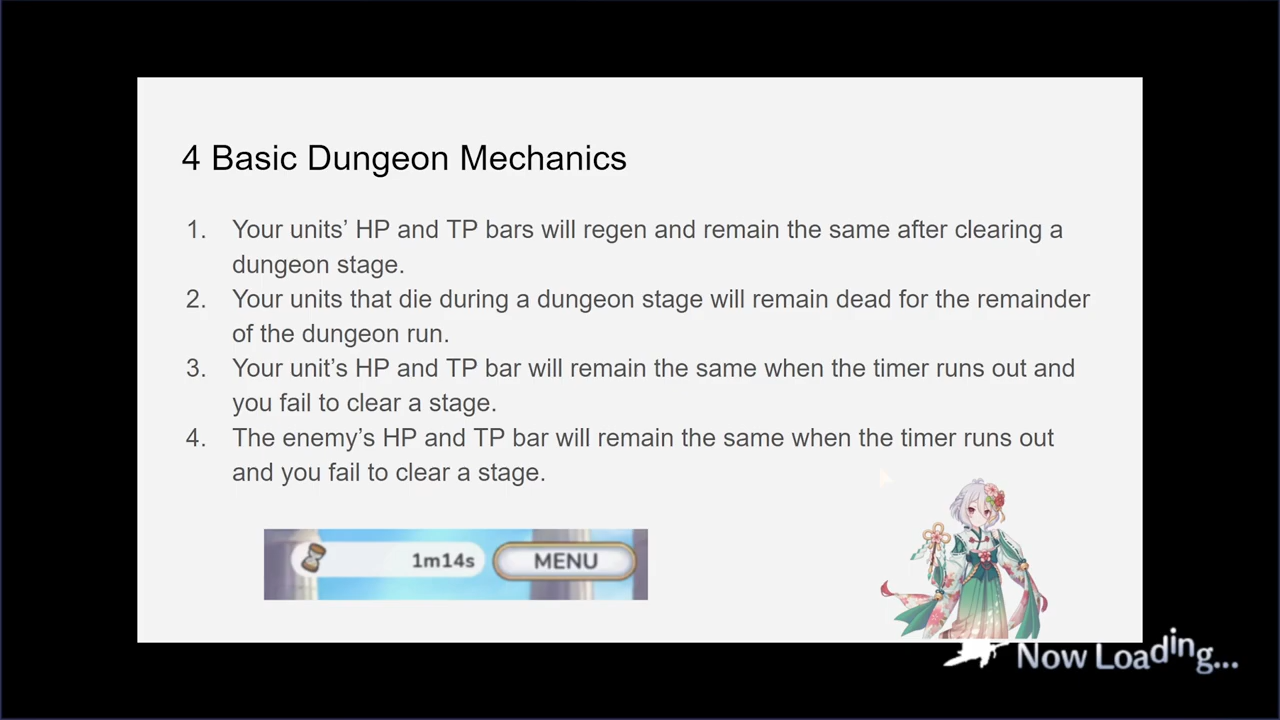 4 Basic Dungeon Mechanics
1. Your units’ HP and TP bars will regen and remain the same after clearing a
dungeon stage.
2. Your units that die during a dungeon stage will remain dead for the remainder
of the dungeon run.
3. Your unit’s HP and TP bar will remain the same when the timer runs out and
you fail to clear a stage.
4. The enemy’s HP and TP bar will remain the same when the timer runs out
and you fail to clear a stage.
1m14s MENU
Now Loading...